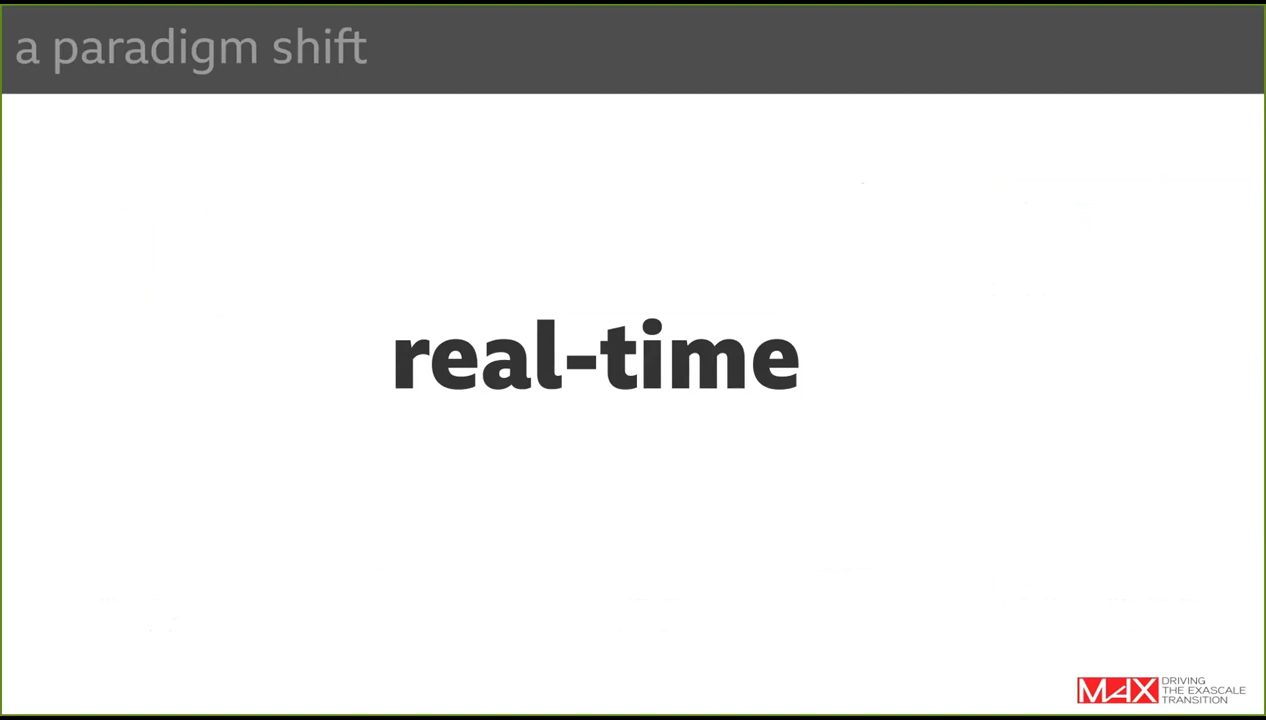 a paradigm shift
real-time
MAX
DRIVING
THE EXASCALE
TRANSITION